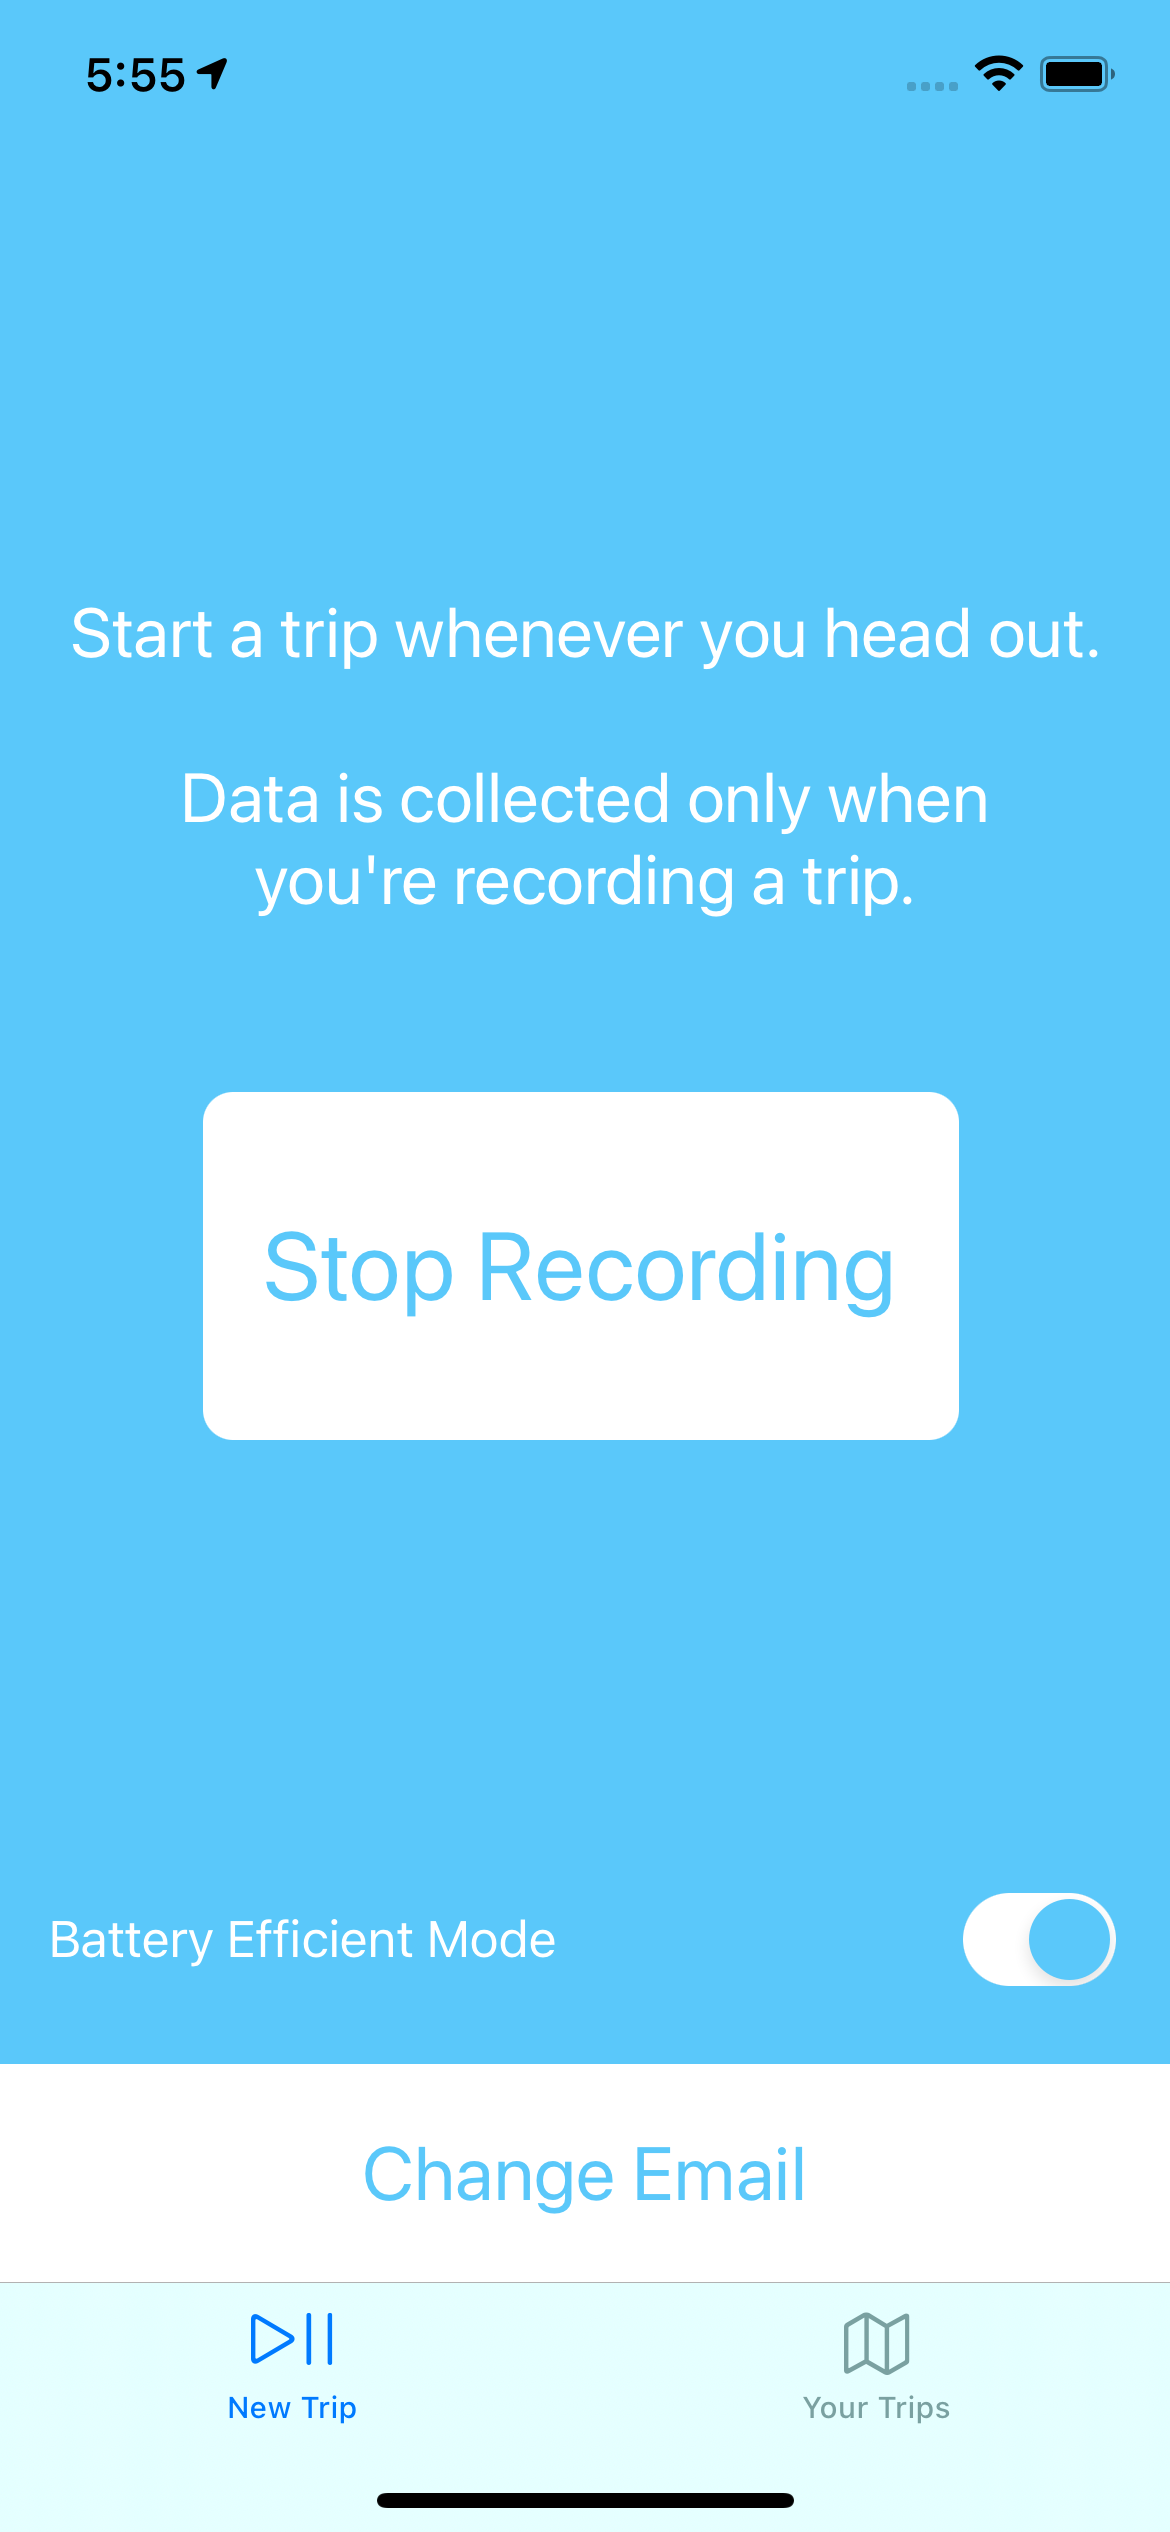 5:55
Start a trip whenever you head out.
Data is collected only when
you're recording a trip.
Stop Recording
Battery Efficient Mode
Change Email
New Trip
Your Trips